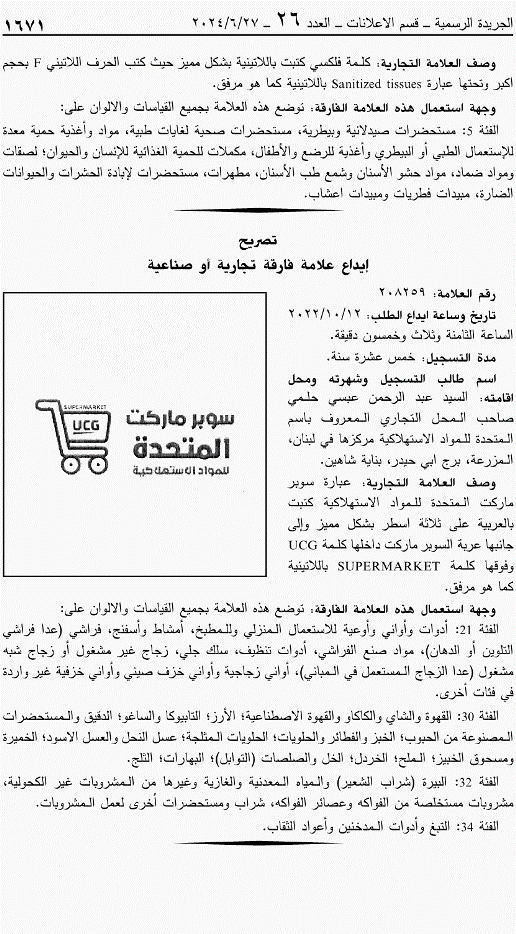 الجريدة الرسمية ــ قسم الاعلانات ــ العدد ٢٦ ــ ٢٠٢٤/٦/٢٧
١٦٧١
وصف العلامة التجارية: كلمة فلكسي كتبت باللاتينية بشكل مميز حيث كتب الحرف اللاتيني F بحجم
اكبر وتحتها عبارة Sanitized tissues باللاتينية كما هو مرفق.
وجهة استعمال هذه العلامة الفارقة: توضع هذه العلامة بجميع القياسات والالوان على:
الفئة 5: مستحضرات صيدلانية وبيطرية، مستحضرات صحية لغايات طبية، مواد وأغذية حمية معدة
للإستعمال الطبي أو البيطري وأغذية للرضع والأطفال، مكملات للحمية الغذائية للإنسان والحيوان؛ لصقات
ومواد ضماد، مواد حشو الأسنان وشمع طب الأسنان، مطهرات، مستحضرات لإبادة الحشرات والحيوانات
الضارة، مبيدات فطريات ومبيدات اعشاب.
تصريح
إيداع علامة فارقة تجارية أو صناعية
رقم العلامة: ٢٠٨٢٥٩
تاريخ وساعة ايداع الطلب: ٢٠٢٢/١٠/١٢
الساعة الثامنة وثلاث وخمسون دقيقة.
مدة التسجيل: خمس عشرة سنة.
اسم طالب التسجيل وشهرته ومحل
اقامته: السيد عبد الرحمن عبسي حلمي
صاحب المحل التجاري المعروف باسم
المتحدة للمواد الاستهلاكية مركزها في لبنان،
المزرعة، برج ابي حيدر، بناية شاهين.
وصف العلامة التجارية: عبارة سوبر
ماركت المتحدة للمواد الاستهلاكية كتبت
بالعربية على ثلاثة اسطر بشكل مميز وإلى
جانبها عربة السوبر ماركت داخلها كلمة UCG
وفوقها كلمة SUPERMARKET باللاتينية
كما هو مرفق.
SUPERMARKET
UCG
سوبر ماركت
المتحدة
للمواد الاستهلاكية
وجهة استعمال هذه العلامة الفارقة: توضع هذه العلامة بجميع القياسات والالوان على:
الفئة 21: أدوات وأواني وأوعية للاستعمال المنزلي وللمطبخ، أمشاط وأسفنج، فراشي (عدا فراشي
التلوين أو الدهان)، مواد صنع الفراشي، أدوات تنظيف، سلك جلي، زجاج غير مشغول أو زجاج شبه
مشغول (عدا الزجاج المستعمل في المباني)، أواني زجاجية وأواني خزف صيني وأواني خزفية غير واردة
في فئات أخرى.
الفئة 30: القهوة والشاي والكاكاو والقهوة الاصطناعية؛ الأرز؛ التابيوكا والساغو؛ الدقيق والمستحضرات
المصنوعة من الحبوب؛ الخبز والفطائر والحلويات؛ الحلويات المثلجة؛ عسل النحل والعسل الاسود؛ الخميرة
ومسحوق الخبيز؛ الملح؛ الخردل؛ الخل والصلصات (التوابل)؛ البهارات؛ الثلج.
الفئة 32: البيرة (شراب الشعير) والمياه المعدنية والغازية وغيرها من المشروبات غير الكحولية،
مشروبات مستخلصة من الفواكه وعصائر الفواكه، شراب ومستحضرات أخرى لعمل المشروبات.
الفئة 34: التبغ وأدوات المدخنين وأعواد الثقاب.